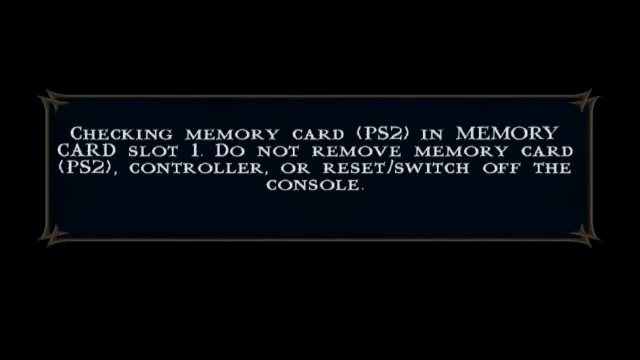 Checking memory card (PS2) in MEMORY
CARD slot 1. Do not remove memory card
(PS2), controller, or reset/switch off the
console.